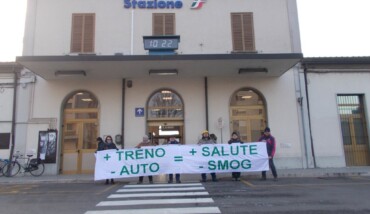 Stazione
10:22
+ TRENO = + SALUTE
- AUTO - SMOG